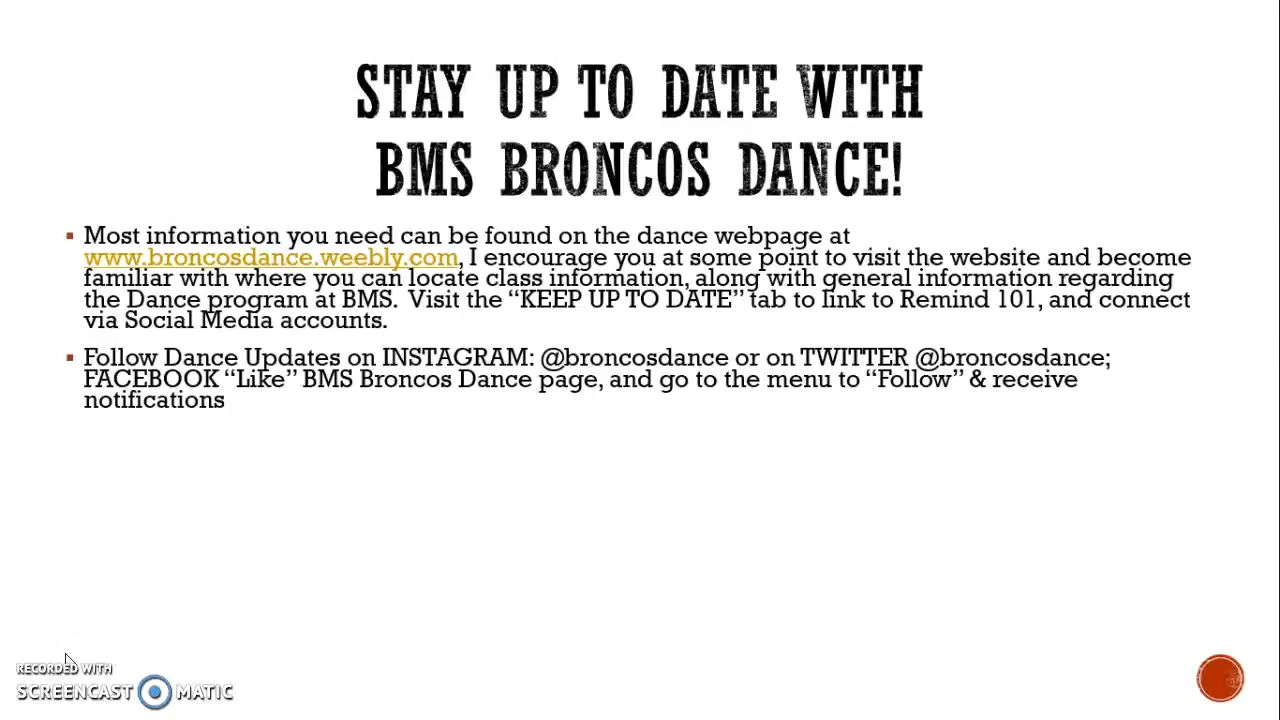 STAY UP TO DATE WITH
BMS BRONCOS DANCE!
▪ Most information you need can be found on the dance webpage at
www.broncosdance.weebly.com, I encourage you at some point to visit the website and become
familiar with where you can locate class information, along with general information regarding
the Dance program at BMS.  Visit the “KEEP UP TO DATE” tab to link to Remind 101, and connect
via Social Media accounts.
▪ Follow Dance Updates on INSTAGRAM: @broncosdance or on TWITTER @broncosdance;
FACEBOOK “Like” BMS Broncos Dance page, and go to the menu to “Follow” & receive
notifications
RECORDED WITH
SCREENCAST MATIC